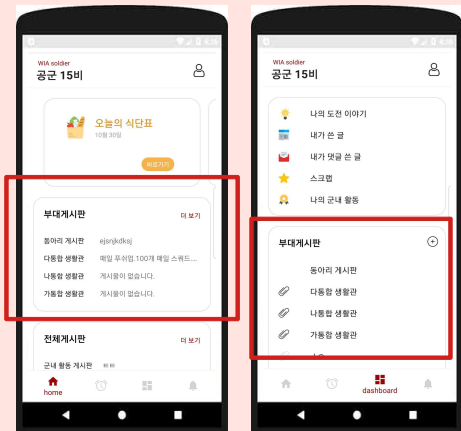 WIA soldier
공군 15비
오늘의 식단표
10월 30일
바로가기
부대게시판
더 보기
동아리 게시판 ejsnjkdksj
다통합 생활관 매일 푸쉬업.100개 매일 스쿼드...
나통합 생활관 게시물이 없습니다.
가통합 생활관 게시물이 없습니다.
전체게시판
더 보기
군내 활동 게시판
home
WIA soldier
공군 15비
나의 도전 이야기
내가 쓴 글
내가 댓글 쓴 글
스크랩
나의 군내 활동
부대게시판
동아리 게시판
다통합 생활관
나통합 생활관
가통합 생활관
dashboard